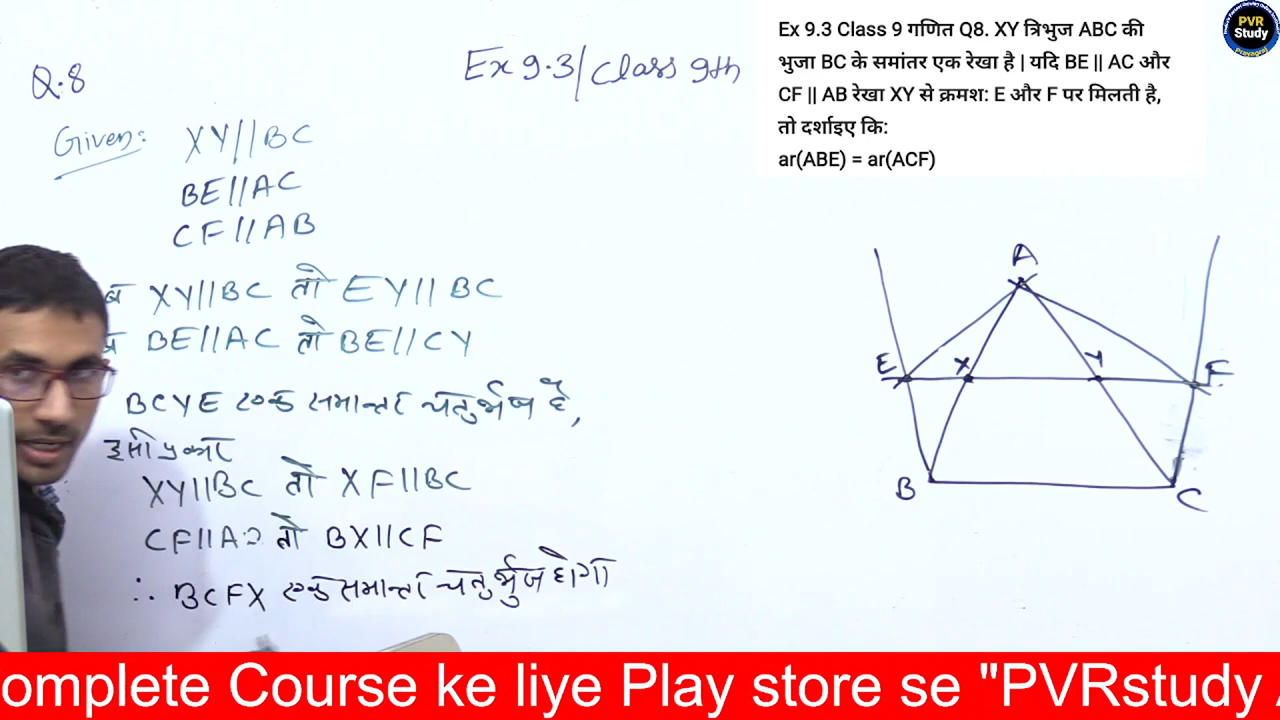 Q.8
Ex 9.3/Class 9th
Ex 9.3 Class 9 गणित Q8. XY त्रिभुज ABC की
भुजा BC के समांतर एक रेखा है | यदि BE || AC और
CF || AB रेखा XY से क्रमश: E और F पर मिलती है,
तो दर्शाइए कि:
ar(ABE) = ar(ACF)
PVR
Study
Given:
XY||BC
BE||AC
CF||AB
XY||BC तो EY||BC
BE||AC तो BE||CY
BCYE एक समान्तर चतुर्भुज है,
इसी प्रकार
XY||BC तो XF||BC
CF||AB तो BX||CF
∴ BCFX एक समान्तर चतुर्भुज होगा
A
E X Y F
B C
omplete Course ke liye Play store se "PVRstudy